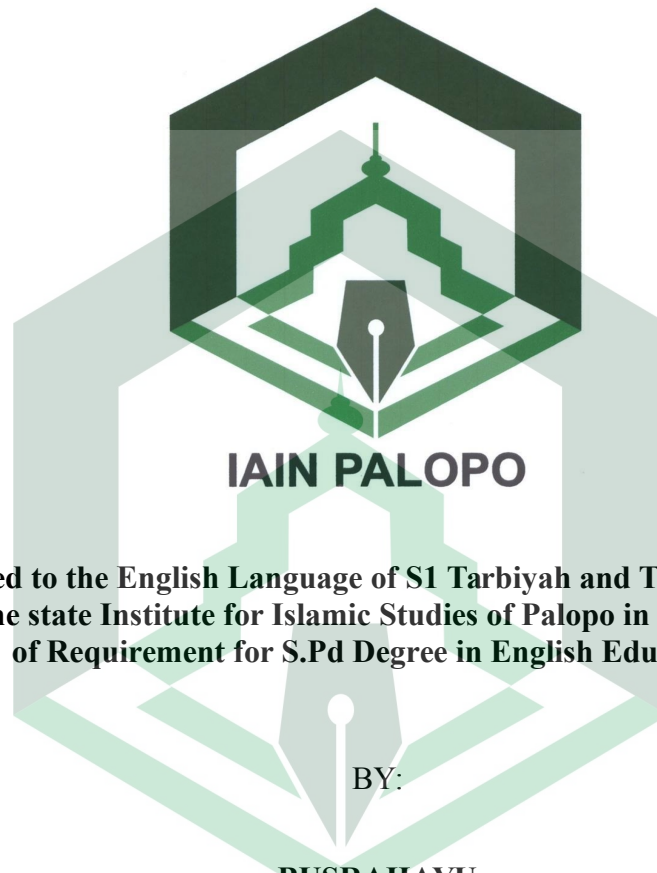 IAIN PALOPO
ed to the English Language of S1 Tarbiyah and T
e state Institute for Islamic Studies of Palopo in
of Requirement for S.Pd Degree in English Edu
BY: